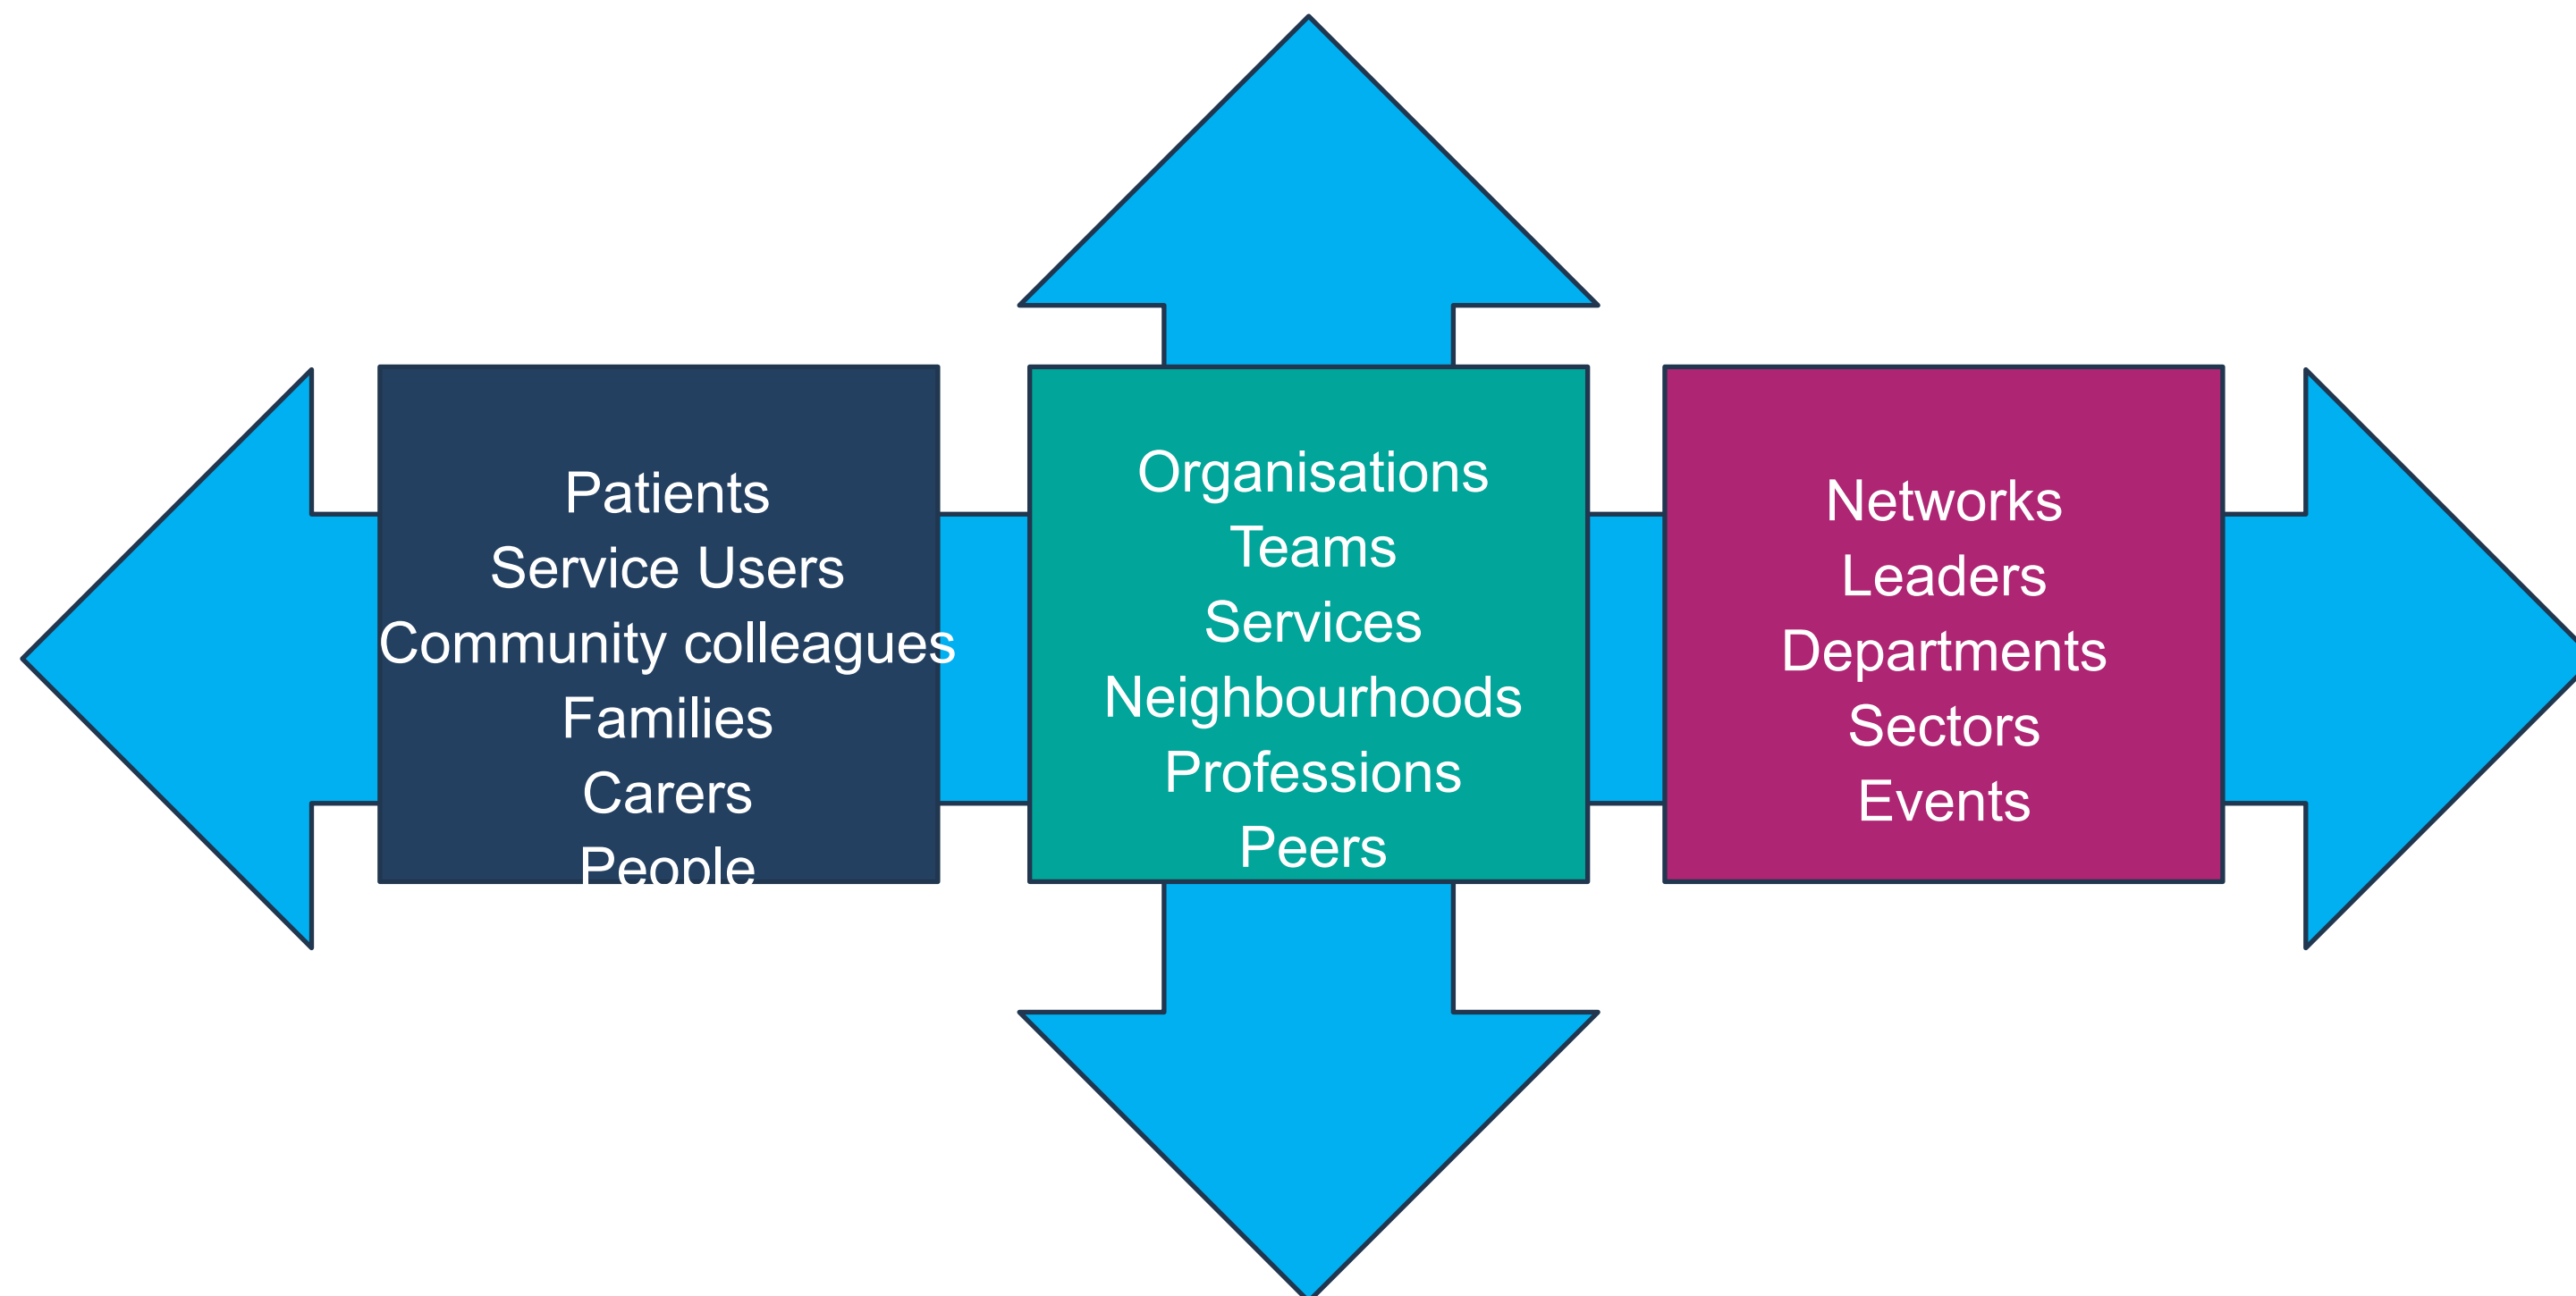 Patients
Service Users
Community colleagues
Families
Carers
People
Organisations
Teams
Services
Neighbourhoods
Professions
Peers
Networks
Leaders
Departments
Sectors
Events